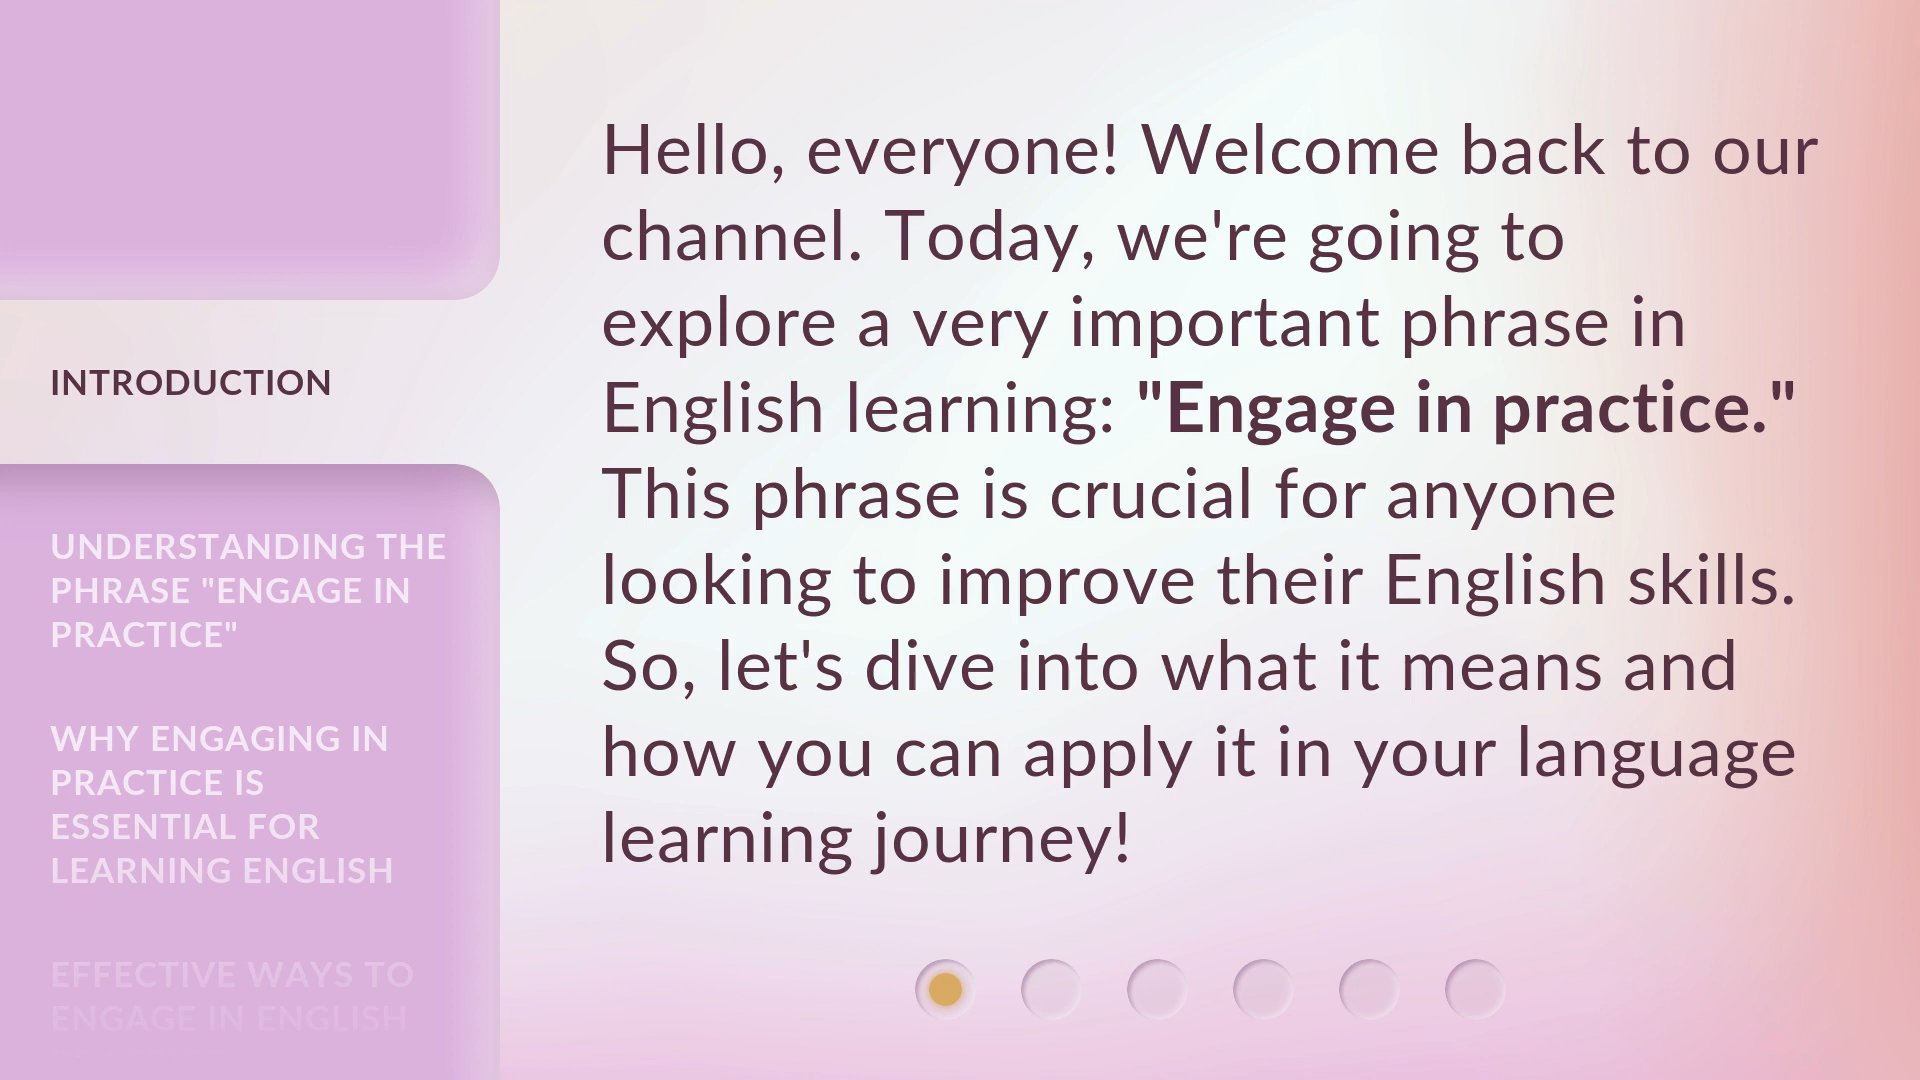 INTRODUCTION
UNDERSTANDING THE
PHRASE "ENGAGE IN
PRACTICE"
WHY ENGAGING IN
PRACTICE IS
ESSENTIAL FOR
LEARNING ENGLISH
EFFECTIVE WAYS TO
ENGAGE IN ENGLISH
Hello, everyone! Welcome back to our
channel. Today, we're going to
explore a very important phrase in
English learning: "Engage in practice."
This phrase is crucial for anyone
looking to improve their English skills.
So, let's dive into what it means and
how you can apply it in your language
learning journey!